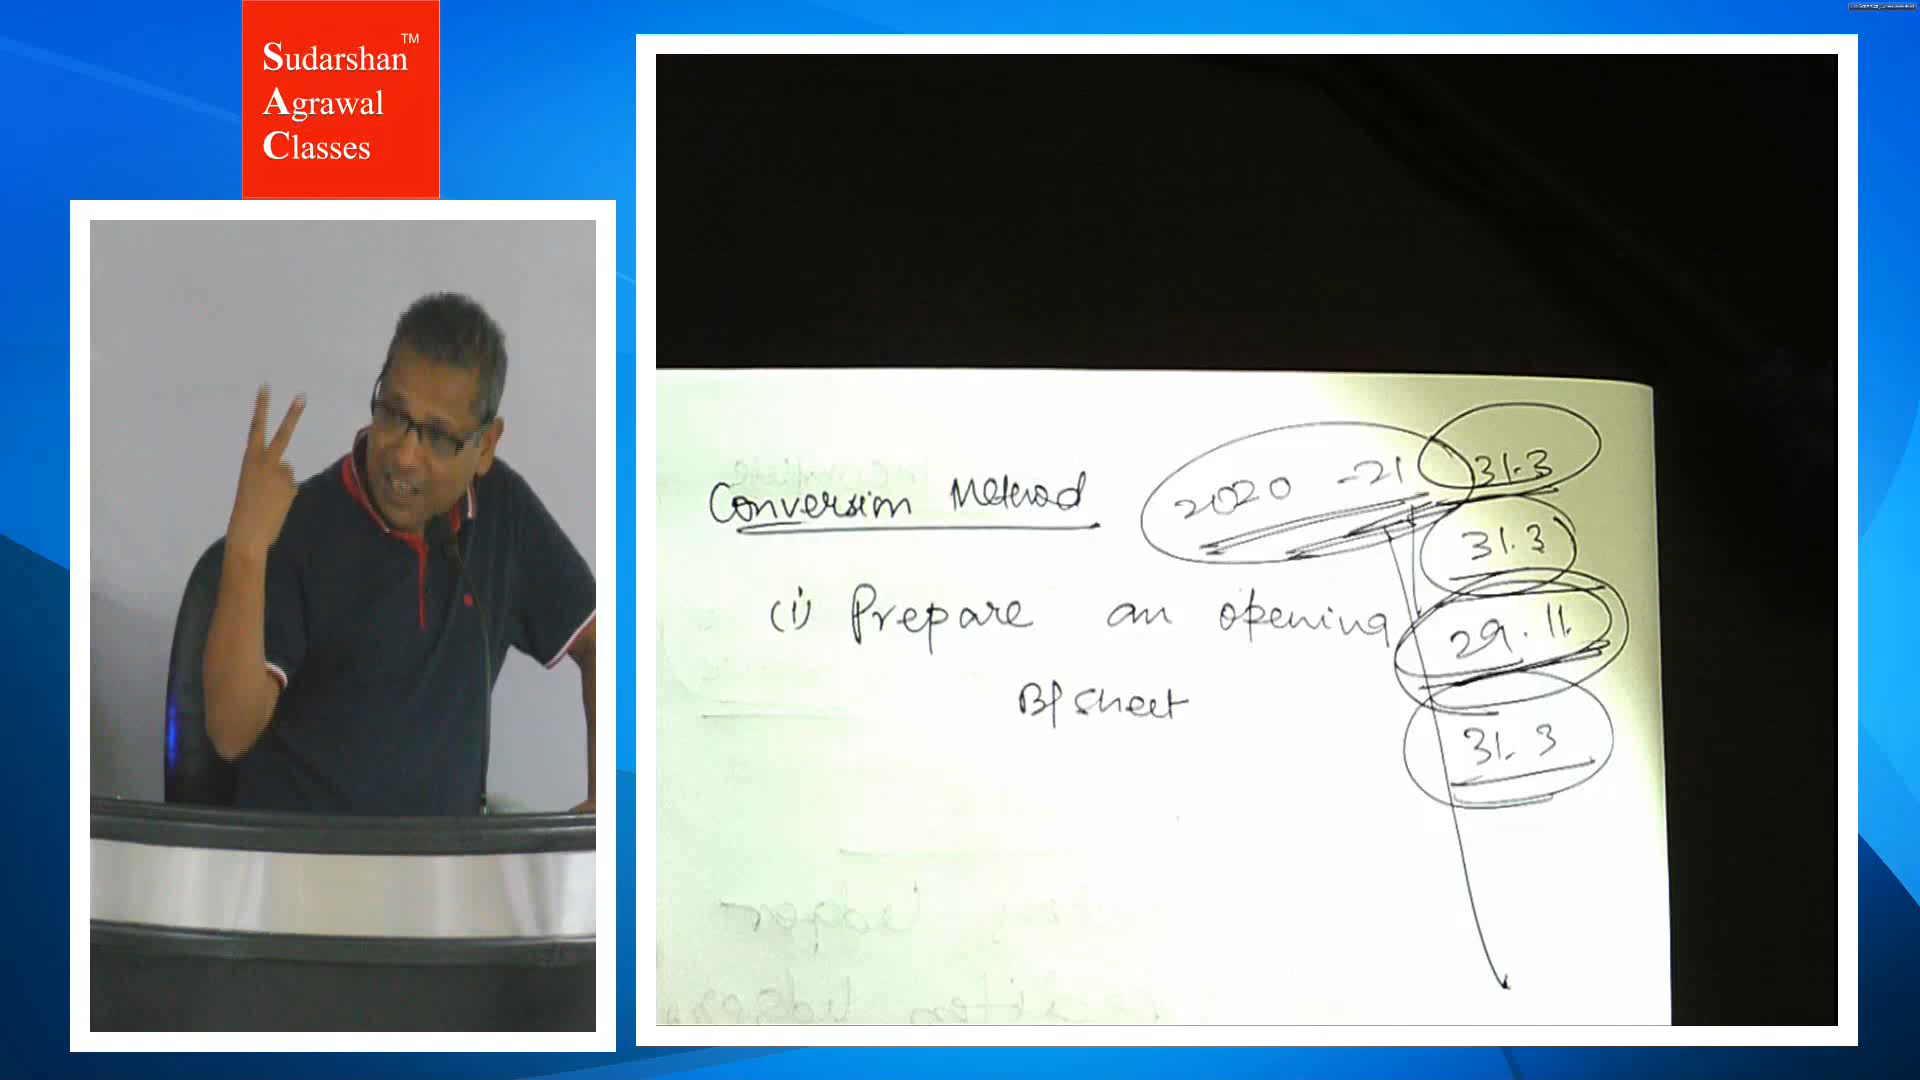 Sudarshan™
Agrawal
Classes
Conversion Method
2020 -21
31.3
31.3
(i) Prepare an opening
29.11.
B/Sheet
31.3